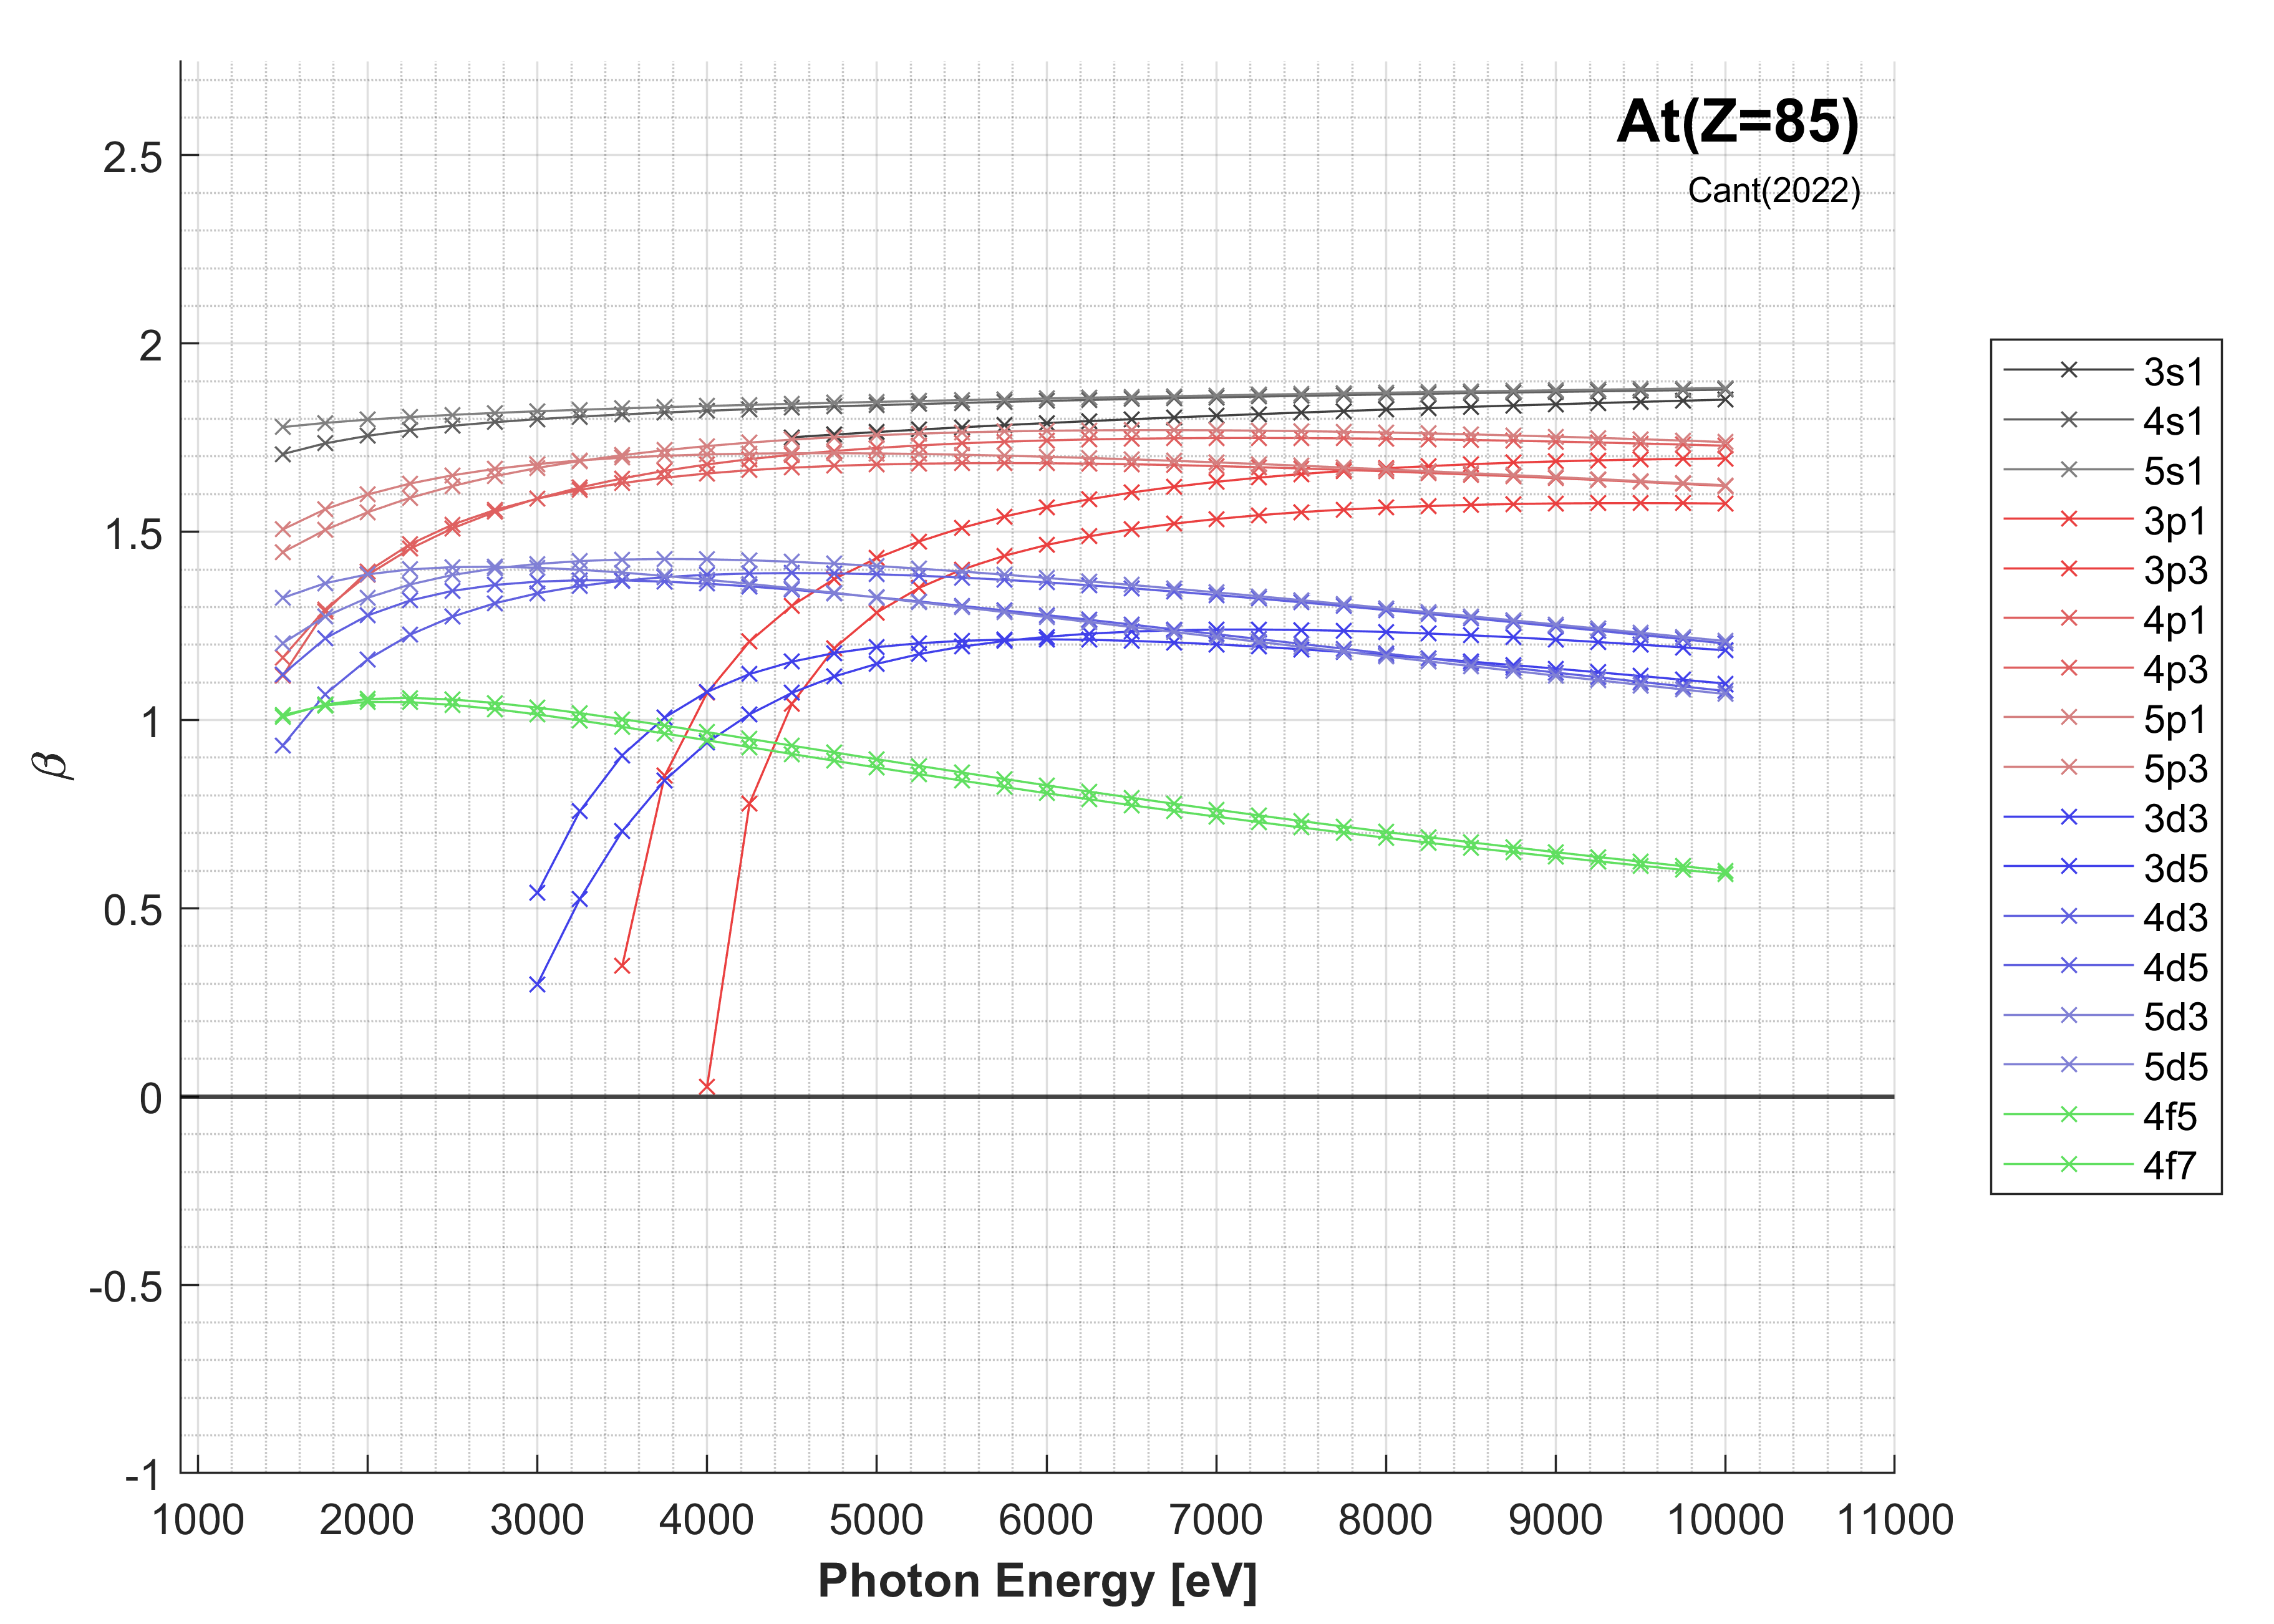 At(Z=85)
Cant(2022)
2.5
2
1.5
1
0.5
0
-0.5
-1
β
1000 2000 3000 4000 5000 6000 7000 8000 9000 10000 11000
Photon Energy [eV]
3s1
4s1
5s1
3p1
3p3
4p1
4p3
5p1
5p3
3d3
3d5
4d3
4d5
5d3
5d5
4f5
4f7